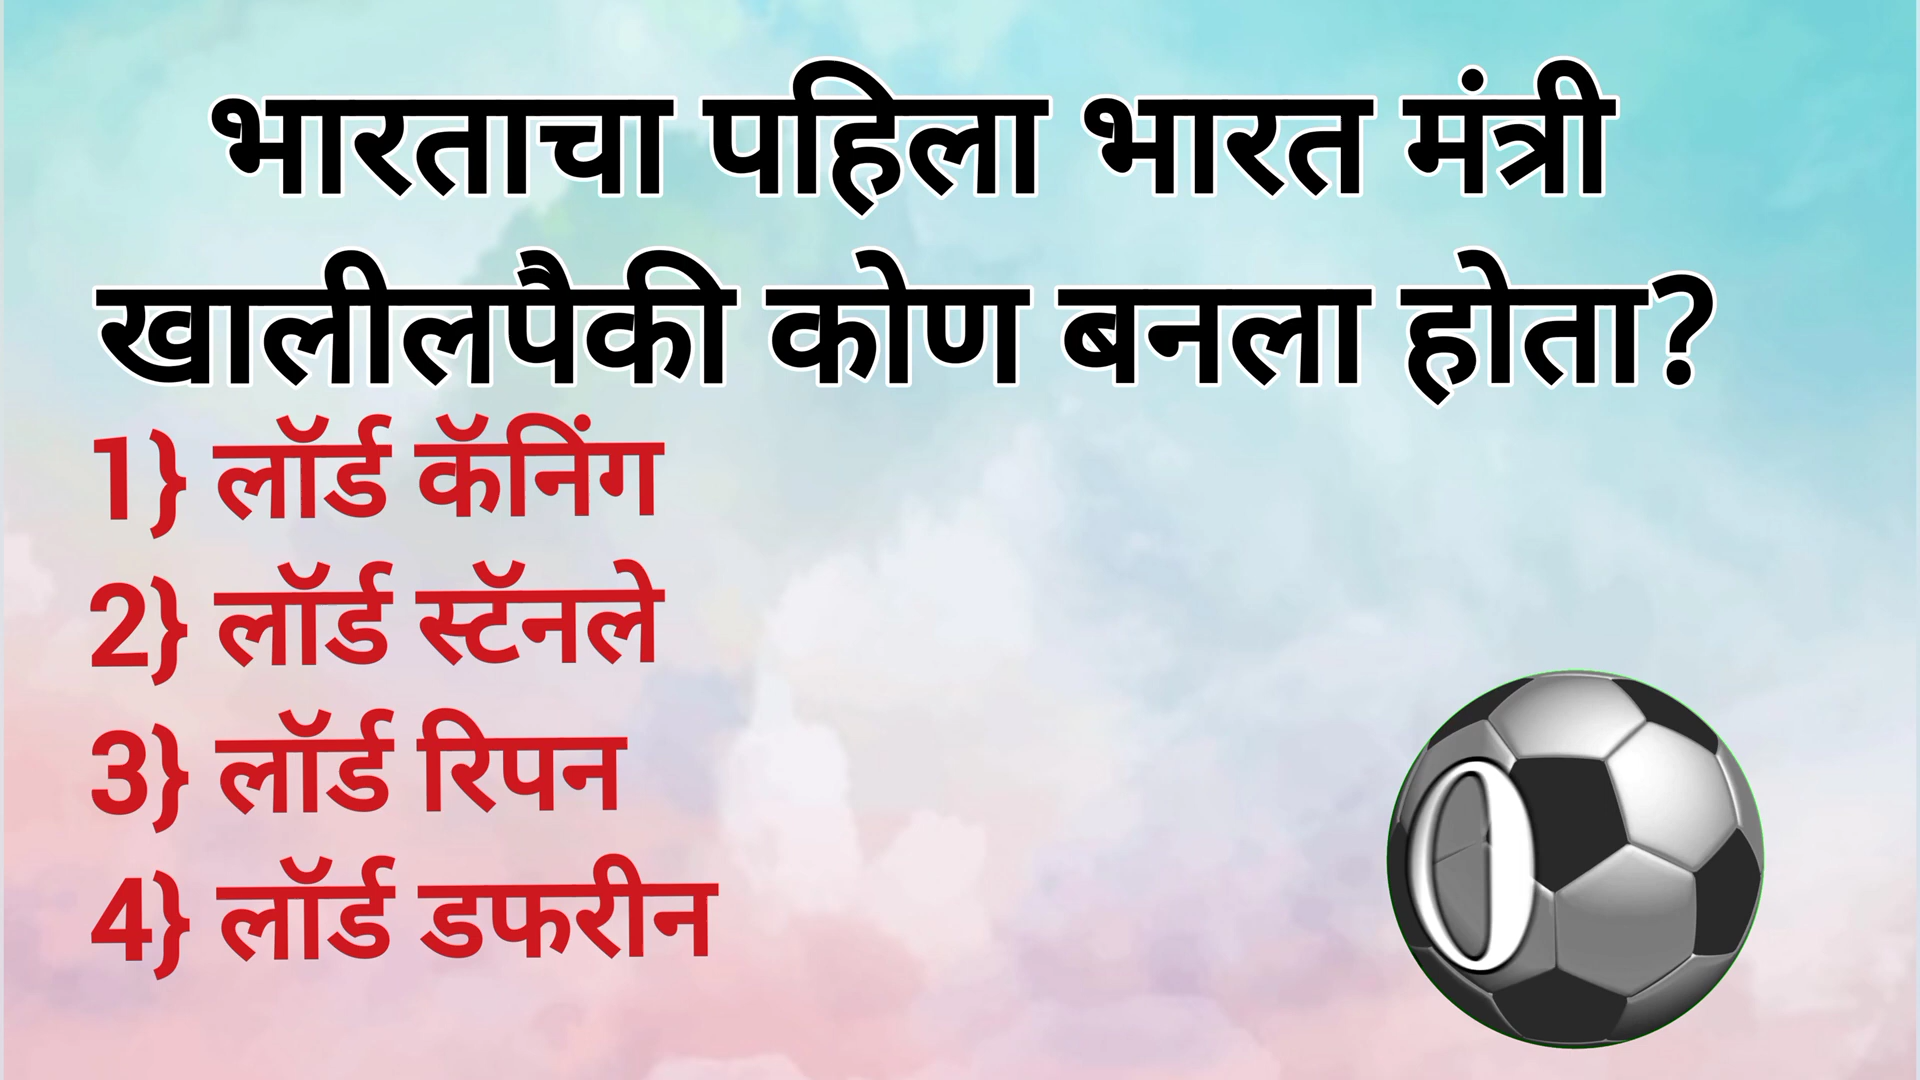 भारताचा पहिला भारत मंत्री
खालीलपैकी कोण बनला होता?
1} लॉर्ड कॅनिंग
2} लॉर्ड स्टॅनले
3} लॉर्ड रिपन
4} लॉर्ड डफरीन
0